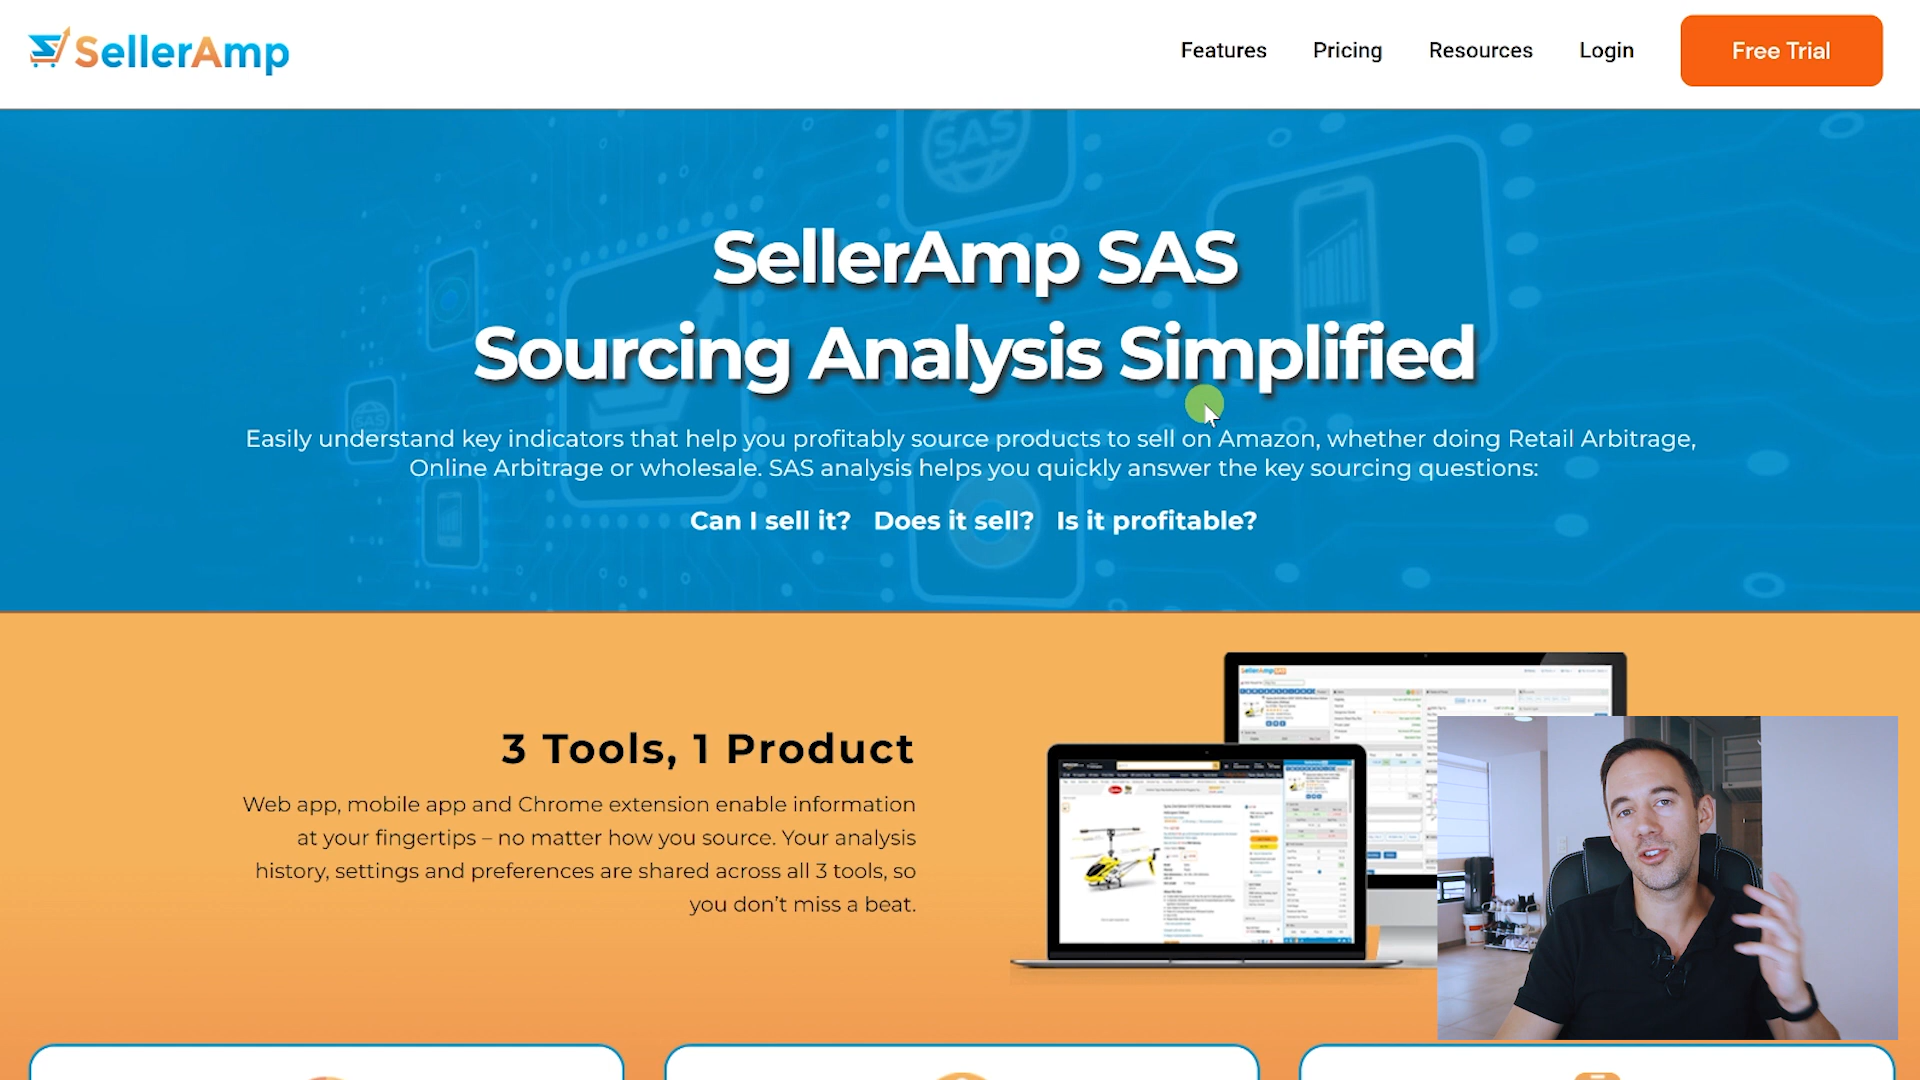 SellerAmp
Features Pricing Resources Login Free Trial
SAS
SellerAmp SAS
Sourcing Analysis Simplified
Easily understand key indicators that help you profitably source products to sell on Amazon, whether doing Retail Arbitrage,
Online Arbitrage or wholesale. SAS analysis helps you quickly answer the key sourcing questions:
Can I sell it? Does it sell? Is it profitable?
3 Tools, 1 Product
Web app, mobile app and Chrome extension enable information
at your fingertips – no matter how you source. Your analysis
history, settings and preferences are shared across all 3 tools, so
you don't miss a beat.